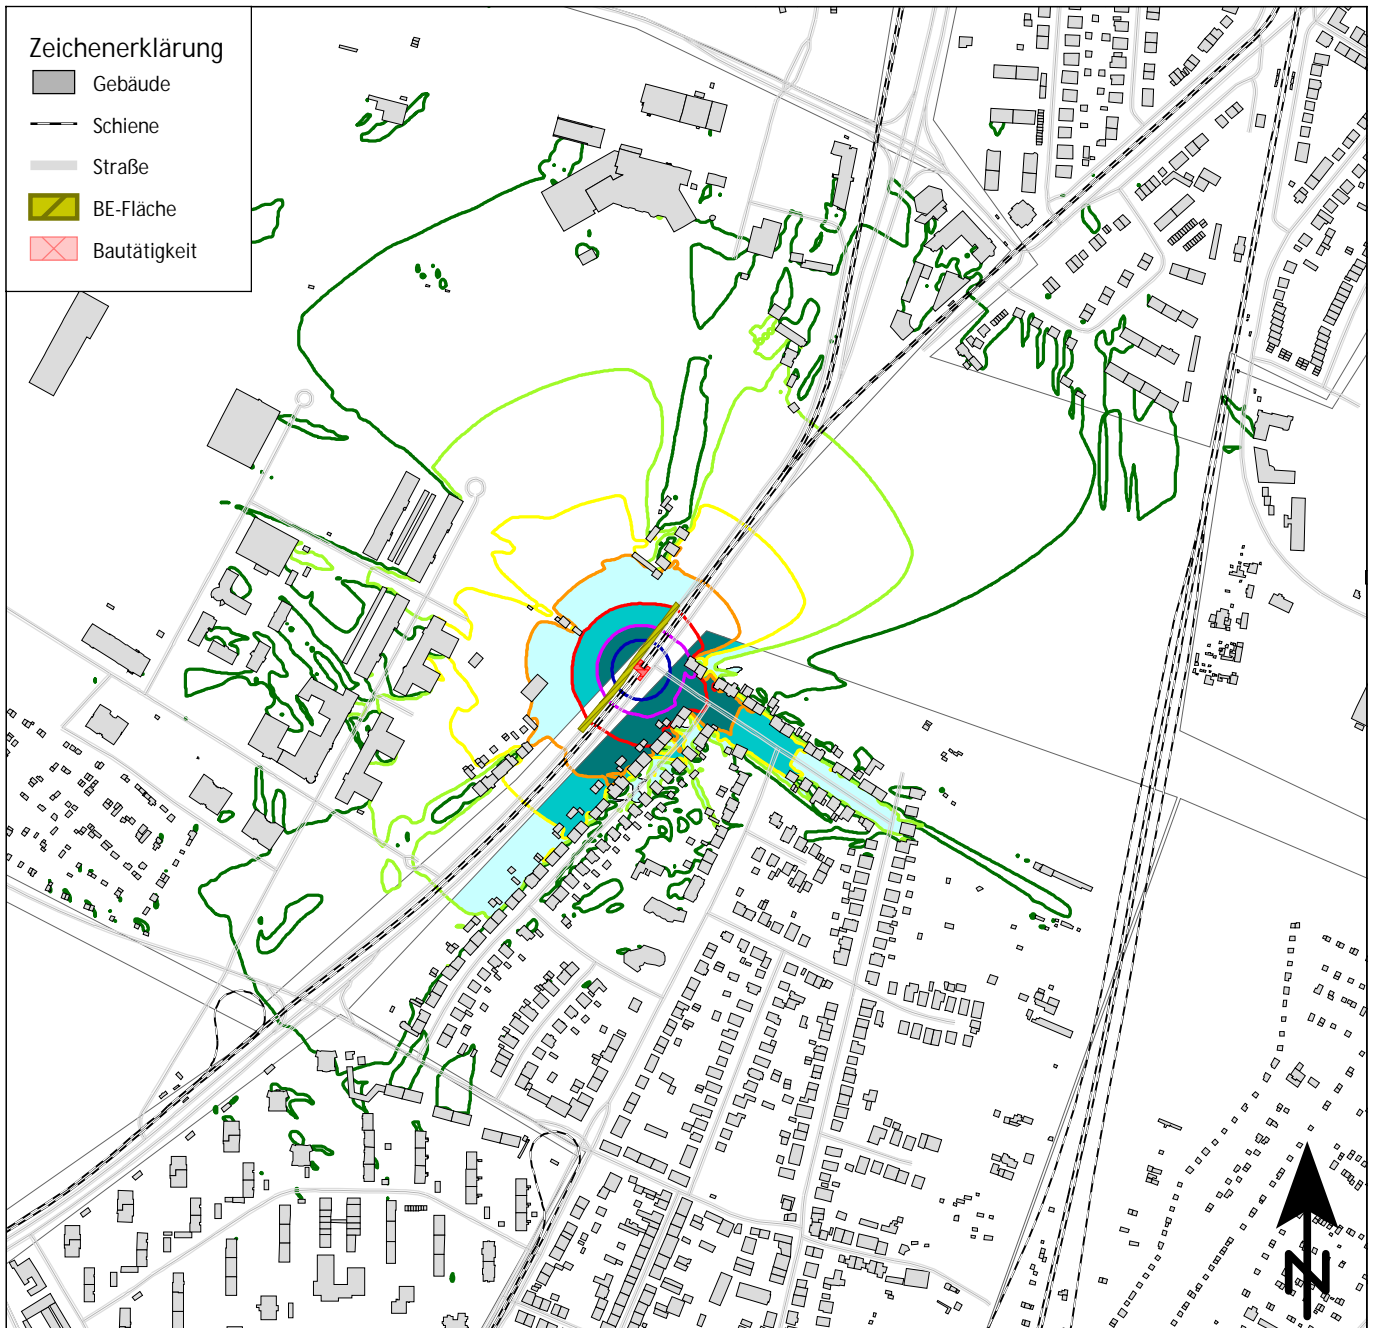 Zeichenerklärung
Gebäude
Schiene
Straße
BE-Fläche
Bautätigkeit
N